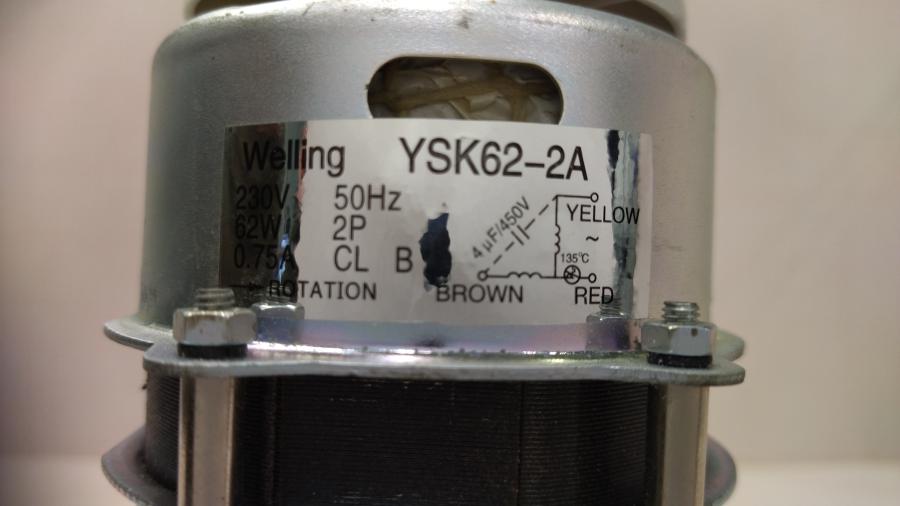 Welling YSK62-2A
230V 50Hz
62W 2P
0.75A CL B
ROTATION
4μF/450V
YELLOW
~
135℃
BROWN
RED